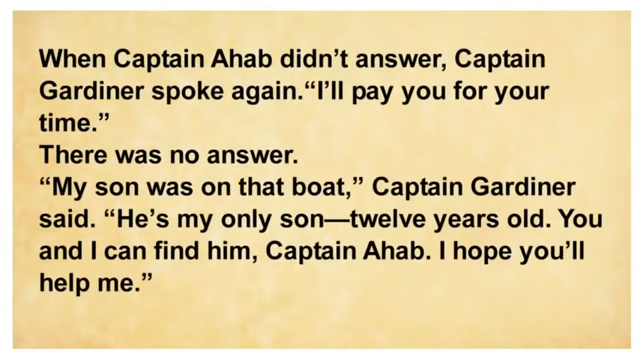 When Captain Ahab didn’t answer, Captain
Gardiner spoke again.“I’ll pay you for your
time.”
There was no answer.
“My son was on that boat,” Captain Gardiner
said. “He’s my only son—twelve years old. You
and I can find him, Captain Ahab. I hope you’ll
help me.”